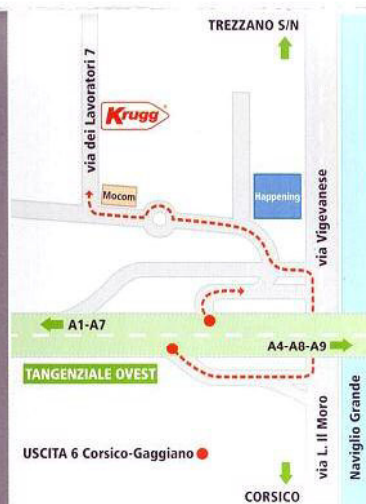 TREZZANO S/N
via dei Lavoratori 7
Krugg
Mocom
Happening
via Vigevanese
A1-A7
A4-A8-A9
TANGENZIALE OVEST
USCITA 6 Corsico-Gaggiano
via L. Il Moro
Naviglio Grande
CORSICO